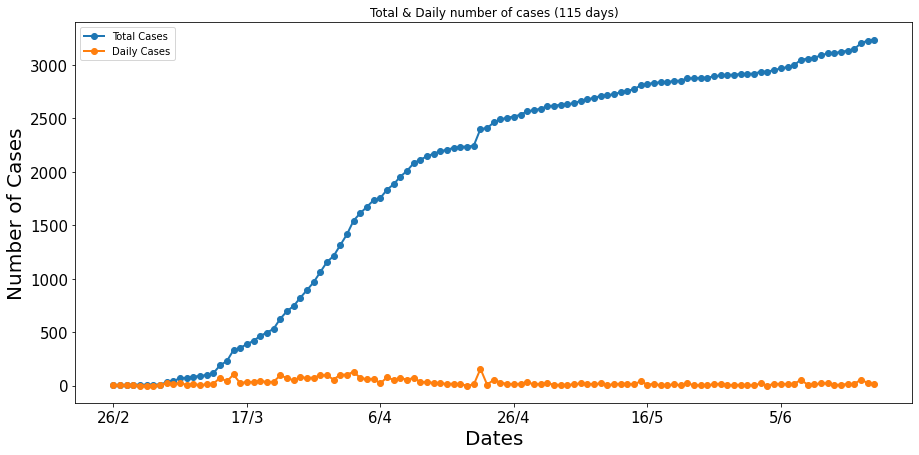 Total & Daily number of cases (115 days)
Total Cases
Daily Cases
Number of Cases
3000
2500
2000
1500
1000
500
0
26/2 17/3 6/4 26/4 16/5 5/6
Dates